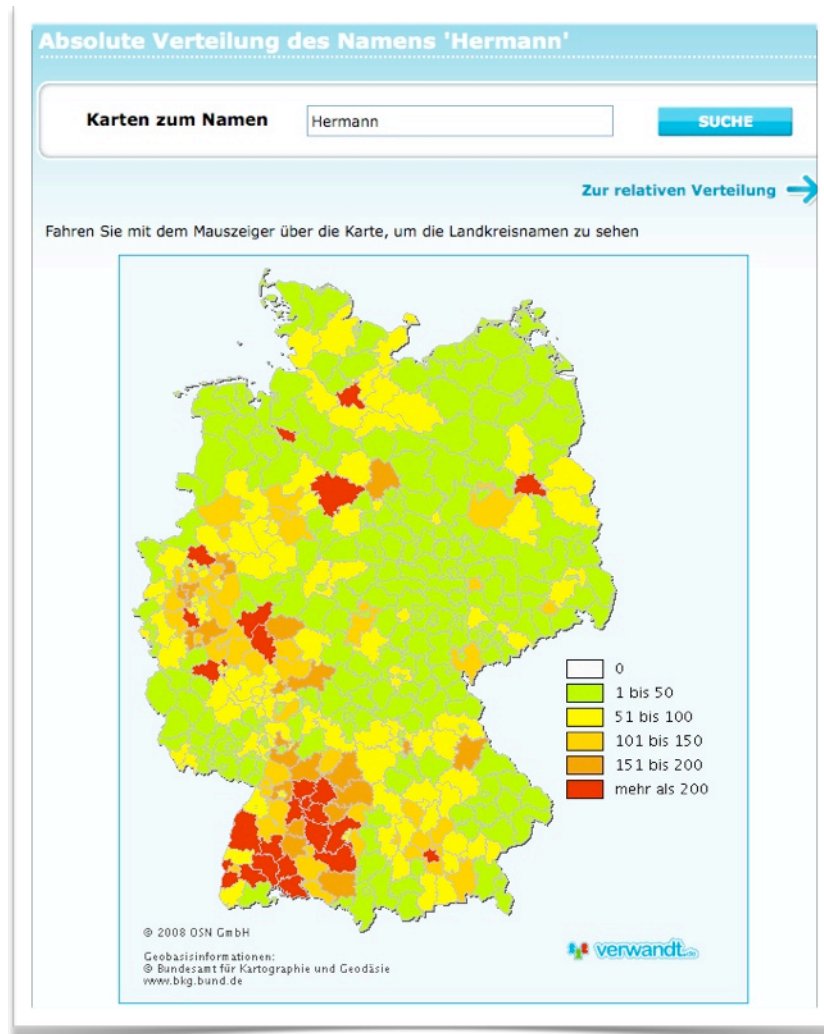 Absolute Verteilung des Namens 'Hermann'
Karten zum Namen
Hermann
SUCHE
Zur relativen Verteilung
Fahren Sie mit dem Mauszeiger über die Karte, um die Landkreisnamen zu sehen
0
1 bis 50
51 bis 100
101 bis 150
151 bis 200
mehr als 200
© 2008 OSN GmbH
Geobasisinformationen:
© Bundesamt für Kartographie und Geodäsie
www.bkg.bund.de
verwandt.de